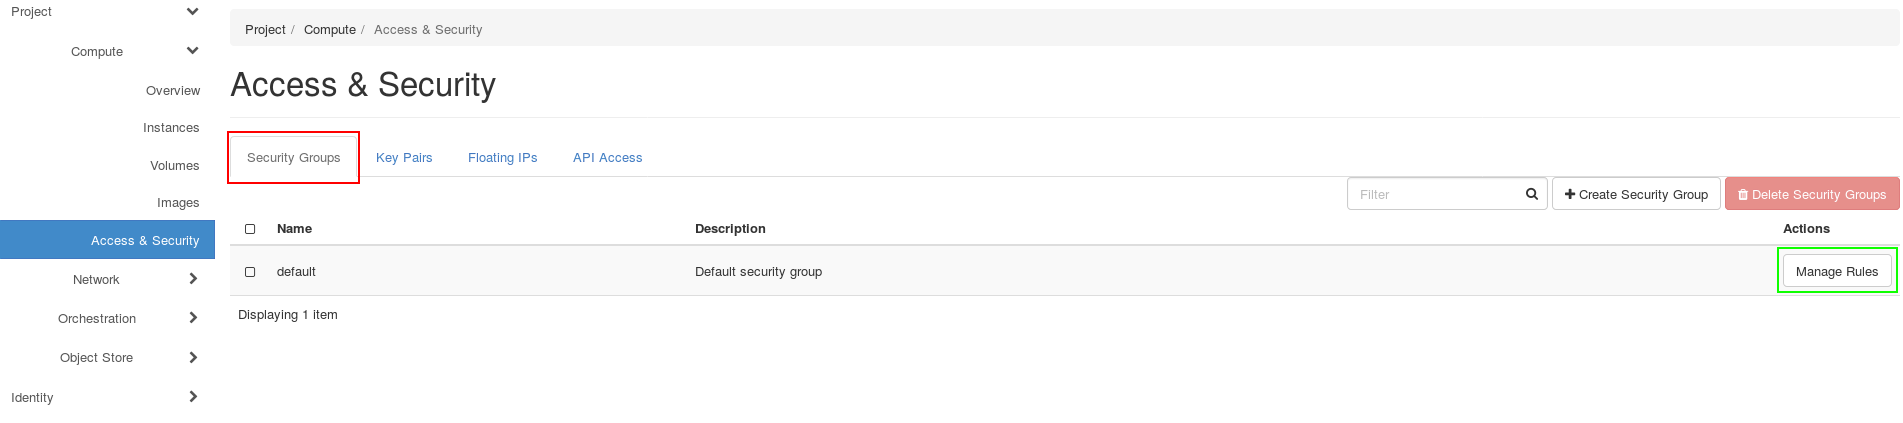 Project
Compute
Overview
Instances
Volumes
Images
Access & Security
Network
Orchestration
Object Store
Identity
Project / Compute / Access & Security
Access & Security
Security Groups Key Pairs Floating IPs API Access
Filter Create Security Group Delete Security Groups
Name Description Actions
default Default security group Manage Rules
Displaying 1 item